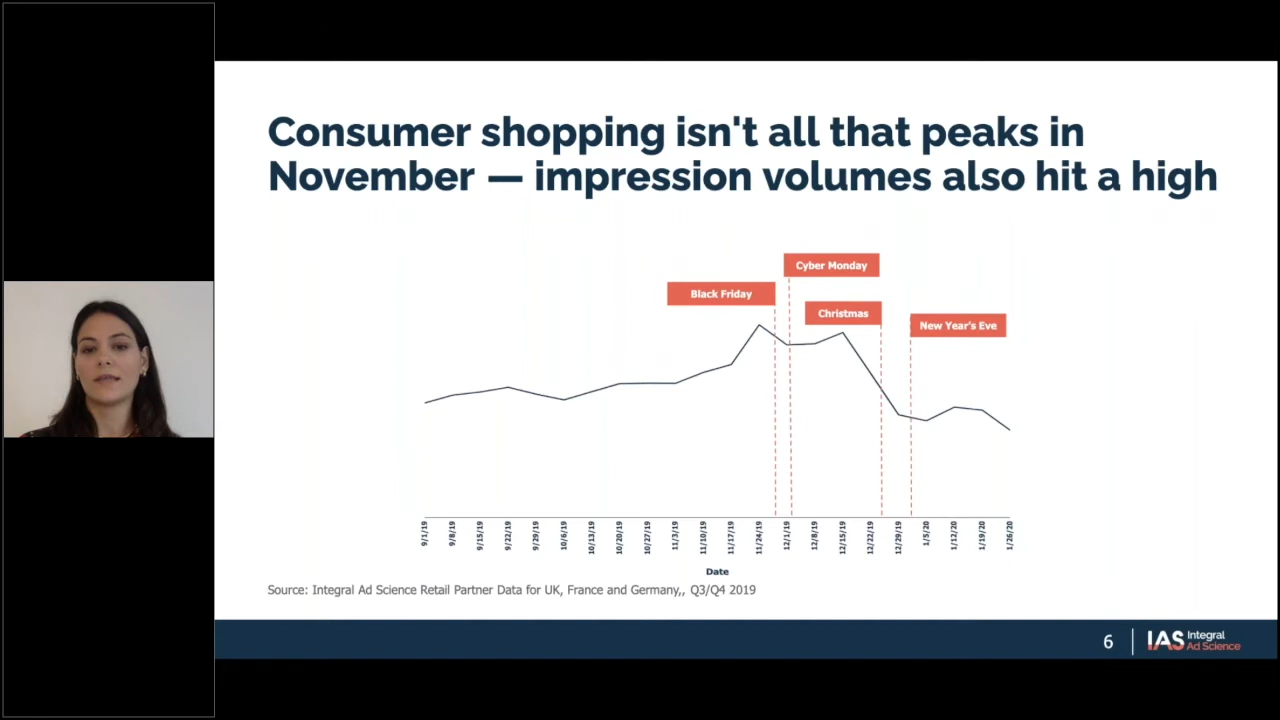 Consumer shopping isn't all that peaks in
November — impression volumes also hit a high
Cyber Monday
Black Friday
Christmas
New Year's Eve
9/1/19
9/8/19
9/15/19
9/22/19
9/29/19
10/6/19
10/13/19
10/20/19
10/27/19
11/3/19
11/10/19
11/17/19
11/24/19
12/1/19
12/8/19
12/15/19
12/22/19
12/29/19
1/5/20
1/12/20
1/19/20
1/26/20
Date
Source: Integral Ad Science Retail Partner Data for UK, France and Germany,, Q3/Q4 2019
6
IAS Integral
Ad Science